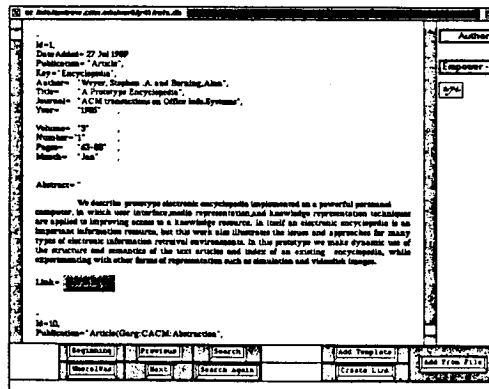 Author
Empower
Id=1,
Date Added= 27 Jul 1989
Publication= "Article",
Key= "Encyclopedia",
Author= "Weyer, Stephen .A. and Borning,Alan",
Title= "A Prototype Encyclopedia",
Journal= "ACM transactions on Office Info.Systems",
Year= "1985" ,
Volume= "3" ,
Number= "1" ,
Pages= "63-88" ,
Month= "Jan" ,
Abstract= "
We describe prototype electronic encyclopedia implemented on a powerful personal
computer, in which user interface,media representation,and knowledge representation techniques
are applied to improving access to a knowledge resource. in itself an electronic encyclopedia is an
important information resource, but this work also illustrates the issues and approaches for many
types of electronic information retrieval environments. In this prototype we make dynamic use of
the structure and semantics of the text articles and index of an existing encyclopedia, while
experimenting with other forms of representation such as simulation and videodisk images.
Link=
Id=10,
Publication="Article(Garg:CACM:Abstraction",
Beginning Previous Search Add Template
WhereIWas Next Search Again Create Link Add From File